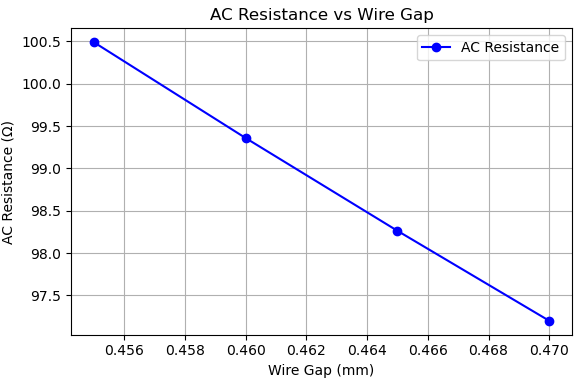 AC Resistance vs Wire Gap
AC Resistance
AC Resistance (Ω)
100.5
100.0
99.5
99.0
98.5
98.0
97.5
0.456 0.458 0.460 0.462 0.464 0.466 0.468 0.470
Wire Gap (mm)